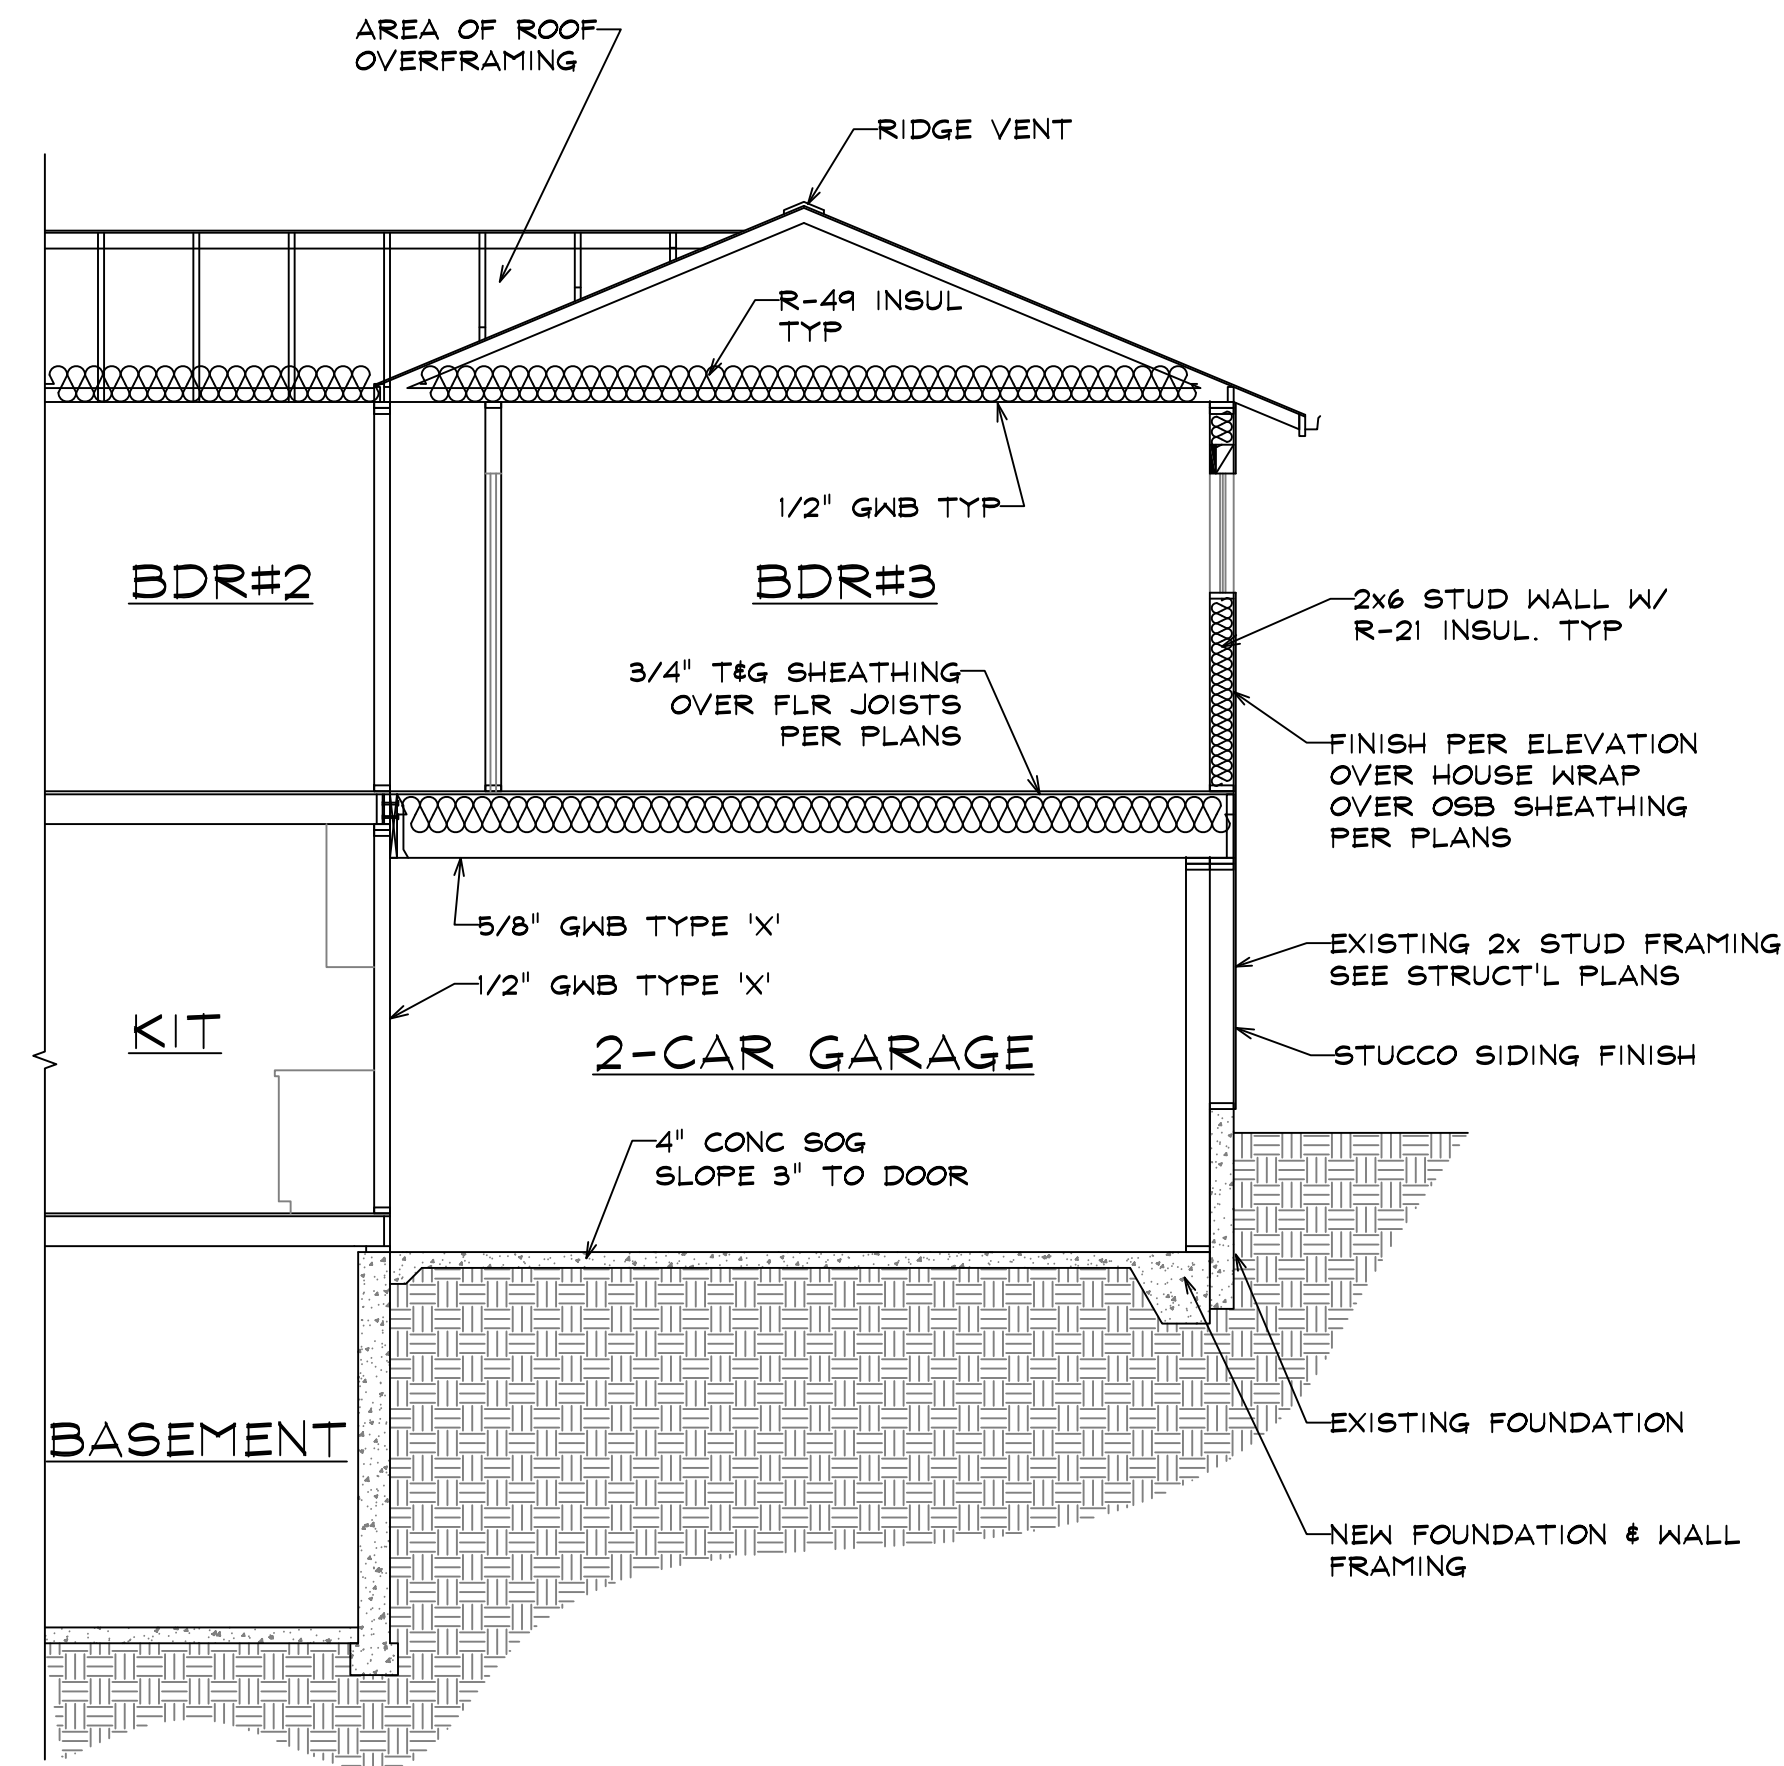 AREA OF ROOF
OVERFRAMING
RIDGE VENT
R-49 INSUL
TYP
1/2" GWB TYP
BDR#2
BDR#3
2x6 STUD WALL W/
R-21 INSUL. TYP
3/4" T&G SHEATHING
OVER FLR JOISTS
PER PLANS
FINISH PER ELEVATION
OVER HOUSE WRAP
OVER OSB SHEATHING
PER PLANS
5/8" GWB TYPE 'X'
EXISTING 2x STUD FRAMING
SEE STRUCT'L PLANS
1/2" GWB TYPE 'X'
KIT
2-CAR GARAGE
STUCCO SIDING FINISH
4" CONC SOG
SLOPE 3" TO DOOR
BASEMENT
EXISTING FOUNDATION
NEW FOUNDATION & WALL
FRAMING